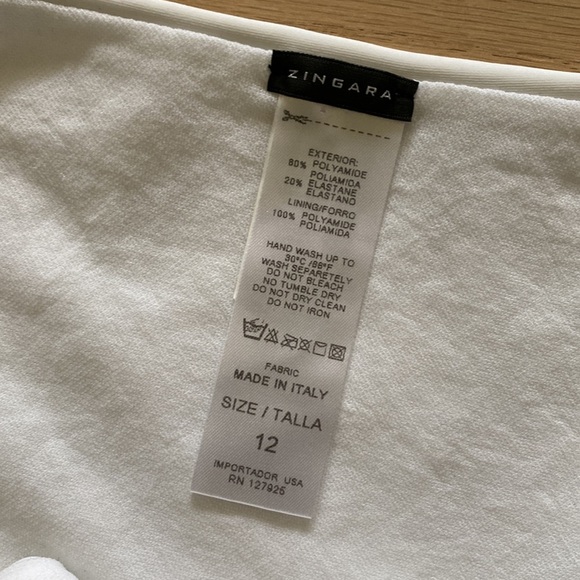 ZINGARA
EXTERIOR:
80% POLYAMIDE
POLIAMIDA
20% ELASTANE
ELASTANO
LINING/FORRO
100% POLYAMIDE
POLIAMIDA
HAND WASH UP TO
30°C /86°F
WASH SEPARETELY
DO NOT BLEACH
NO TUMBLE DRY
DO NOT DRY CLEAN
DO NOT IRON
FABRIC
MADE IN ITALY
SIZE / TALLA
12
IMPORTADOR USA
RN 127925